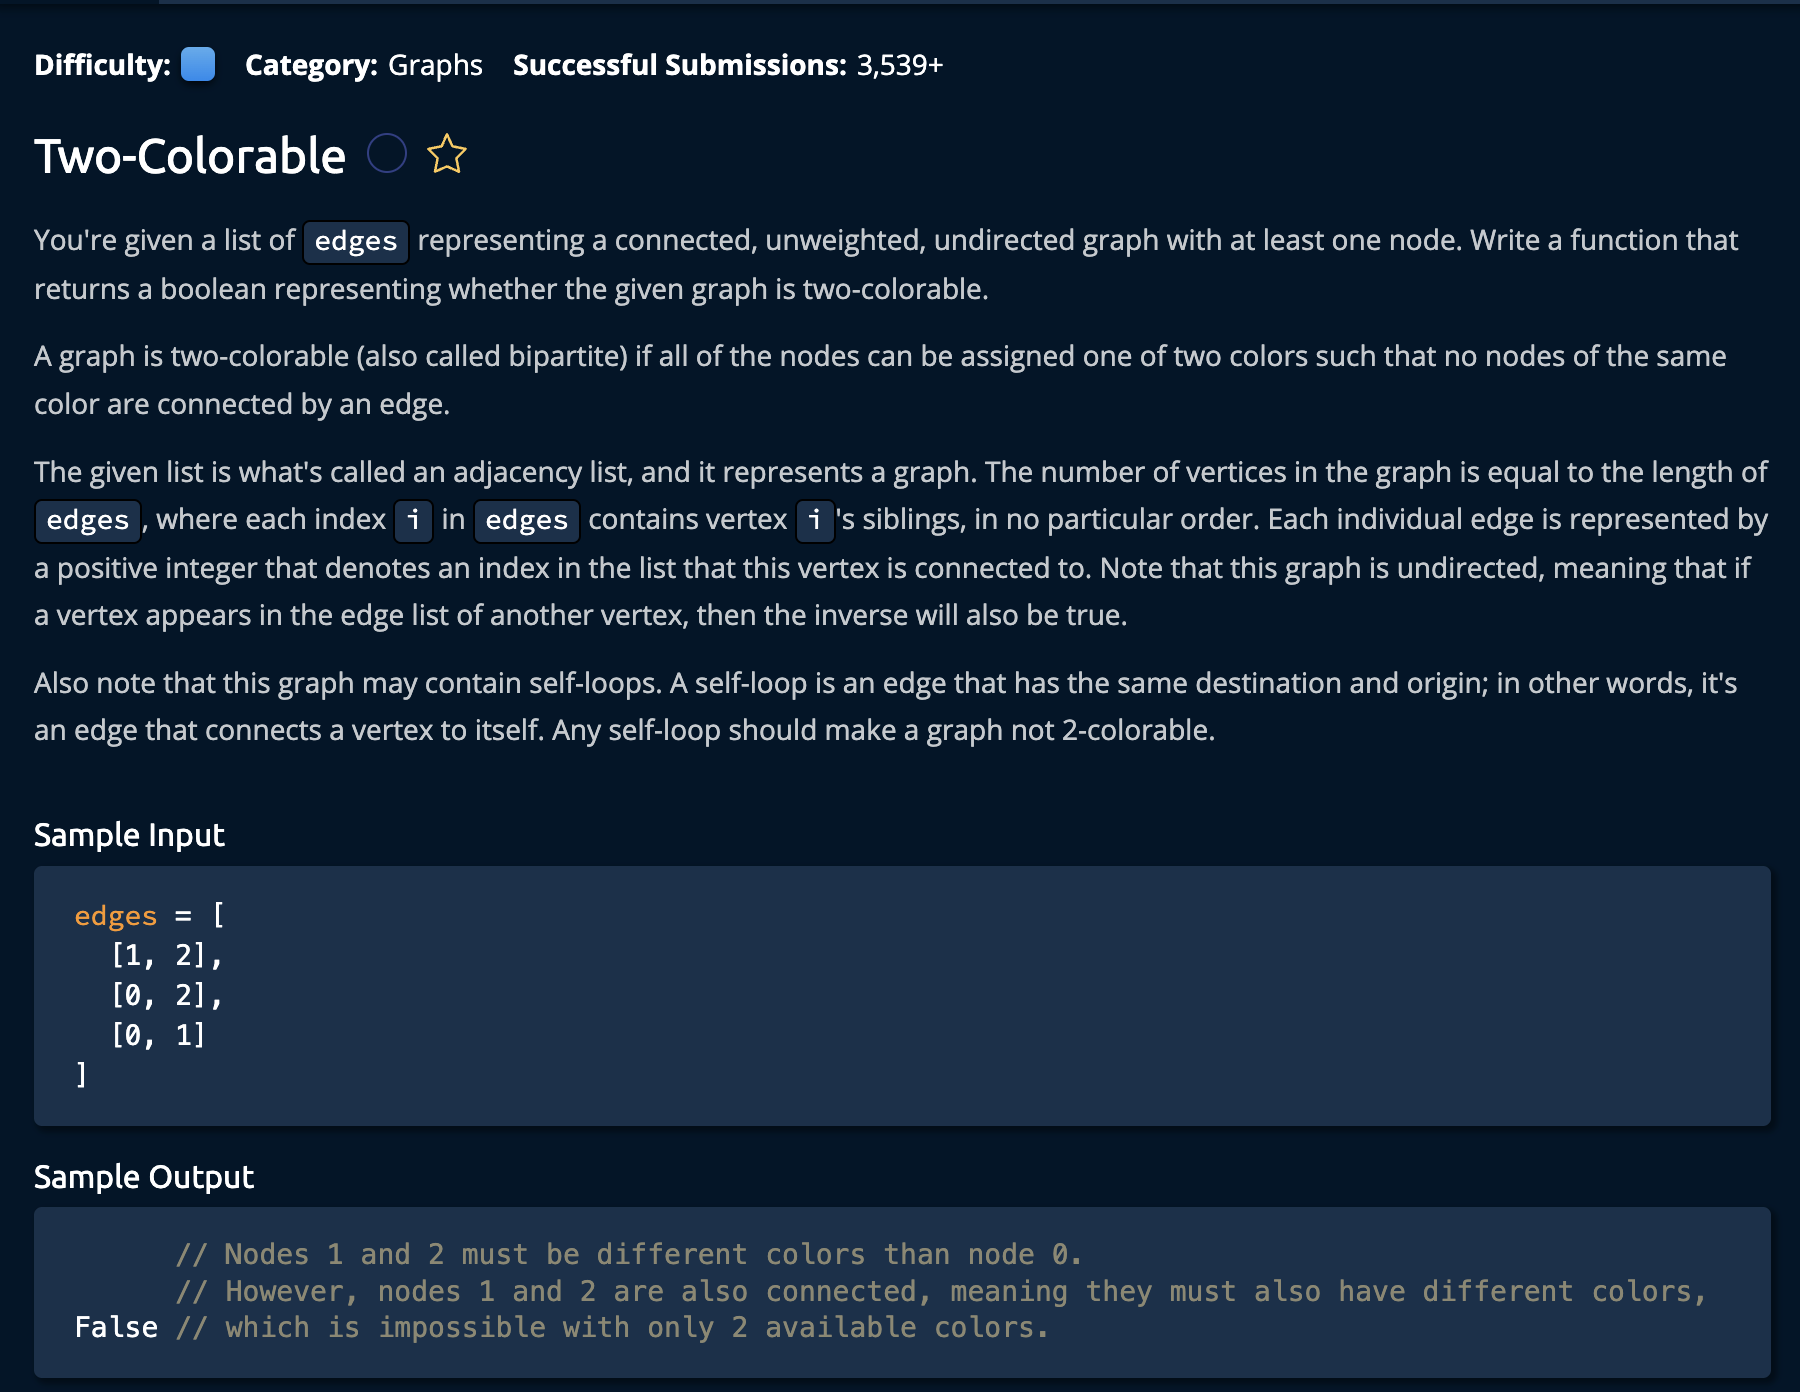 Difficulty: Category: Graphs Successful Submissions: 3,539+
Two-Colorable
You're given a list of edges representing a connected, unweighted, undirected graph with at least one node. Write a function that
returns a boolean representing whether the given graph is two-colorable.
A graph is two-colorable (also called bipartite) if all of the nodes can be assigned one of two colors such that no nodes of the same
color are connected by an edge.
The given list is what's called an adjacency list, and it represents a graph. The number of vertices in the graph is equal to the length of
edges, where each index i in edges contains vertex i's siblings, in no particular order. Each individual edge is represented by
a positive integer that denotes an index in the list that this vertex is connected to. Note that this graph is undirected, meaning that if
a vertex appears in the edge list of another vertex, then the inverse will also be true.
Also note that this graph may contain self-loops. A self-loop is an edge that has the same destination and origin; in other words, it's
an edge that connects a vertex to itself. Any self-loop should make a graph not 2-colorable.
Sample Input
edges = [
[1, 2],
[0, 2],
[0, 1]
]
Sample Output
// Nodes 1 and 2 must be different colors than node 0.
// However, nodes 1 and 2 are also connected, meaning they must also have different colors,
False // which is impossible with only 2 available colors.